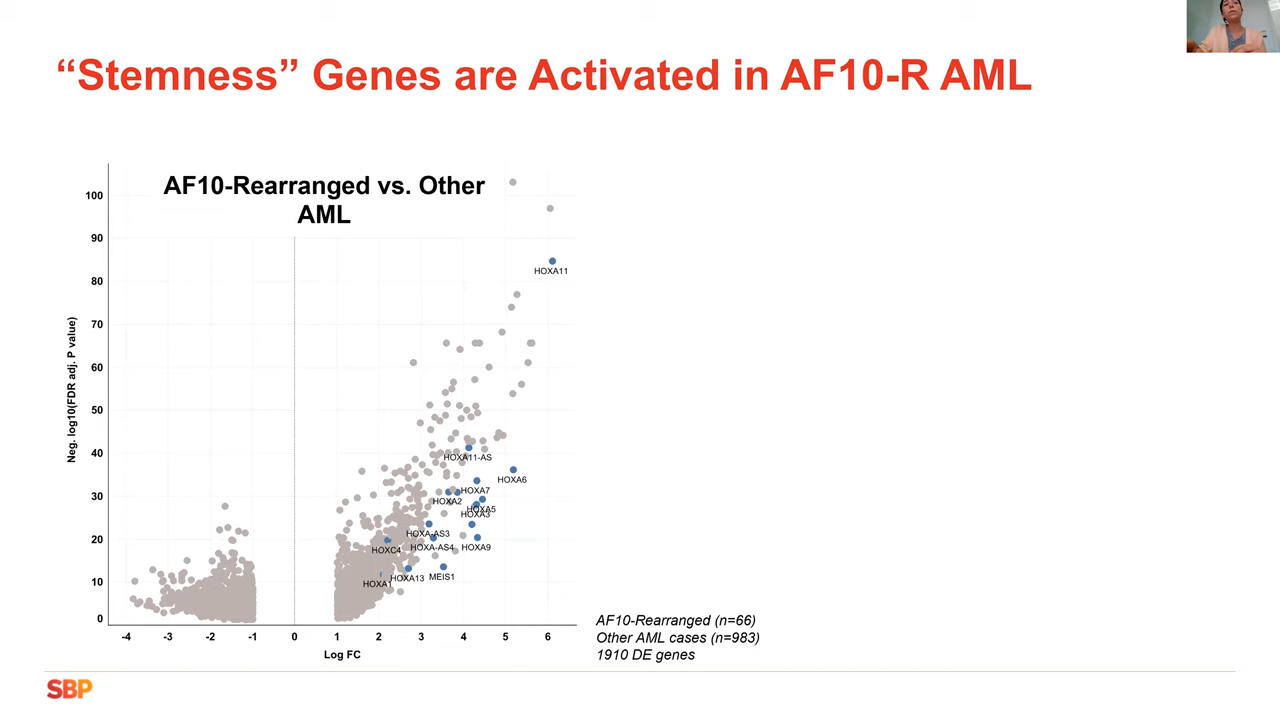 “Stemness” Genes are Activated in AF10-R AML
AF10-Rearranged vs. Other
AML
Neg. log10(FDR adj. P value)
100
90
80
70
60
50
40
30
20
10
0
HOXA11
HOXA11-AS
HOXA6
HOXA7
HOXA2
HOXA5
HOXA3
HOXA-AS3
HOXC4
HOXA-AS4
HOXA9
HOXA1
HOXA13
MEIS1
-4 -3 -2 -1 0 1 2 3 4 5 6
Log FC
AF10-Rearranged (n=66)
Other AML cases (n=983)
1910 DE genes
SBP